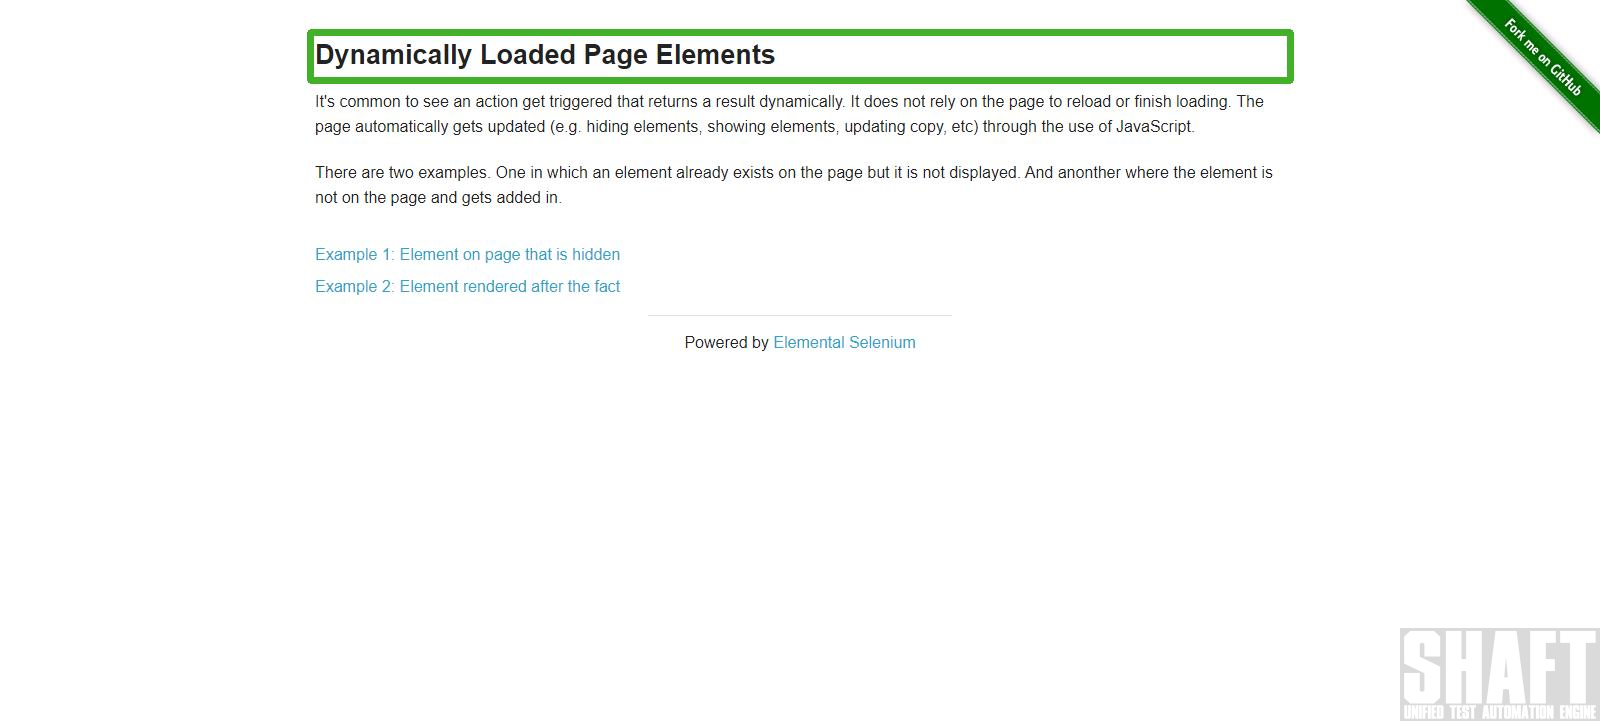 Dynamically Loaded Page Elements
Fork me on GitHub
It's common to see an action get triggered that returns a result dynamically. It does not rely on the page to reload or finish loading. The
page automatically gets updated (e.g. hiding elements, showing elements, updating copy, etc) through the use of JavaScript.
There are two examples. One in which an element already exists on the page but it is not displayed. And anonther where the element is
not on the page and gets added in.
Example 1: Element on page that is hidden
Example 2: Element rendered after the fact
Powered by Elemental Selenium
SHAFT
UNIFIED TEST AUTOMATION ENGINE